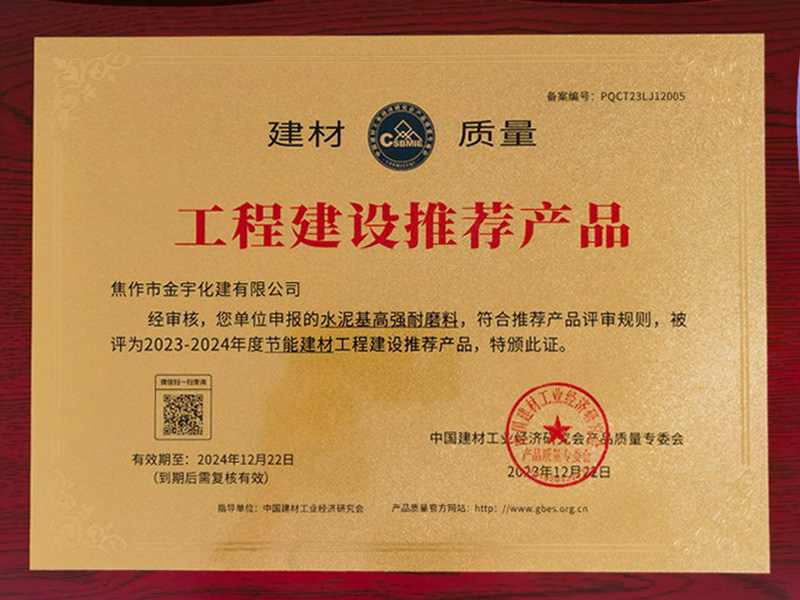 备案编号：PQCT23LJ12005
建材 CSBMIE 质量
工程建设推荐产品
焦作市金宇化建有限公司
经审核，您单位申报的水泥基高强耐磨料，符合推荐产品评审规则，被
评为2023-2024年度节能建材工程建设推荐产品，特颁此证。
微信扫一扫查询
中国建材工业经济研究会产品质量专委会
产品质量专委会
有效期至：2024年12月22日
2023年12月22日
（到期后需复核有效）
指导单位：中国建材工业经济研究会 产品质量官方网站：http：//www.gbes.org.cn